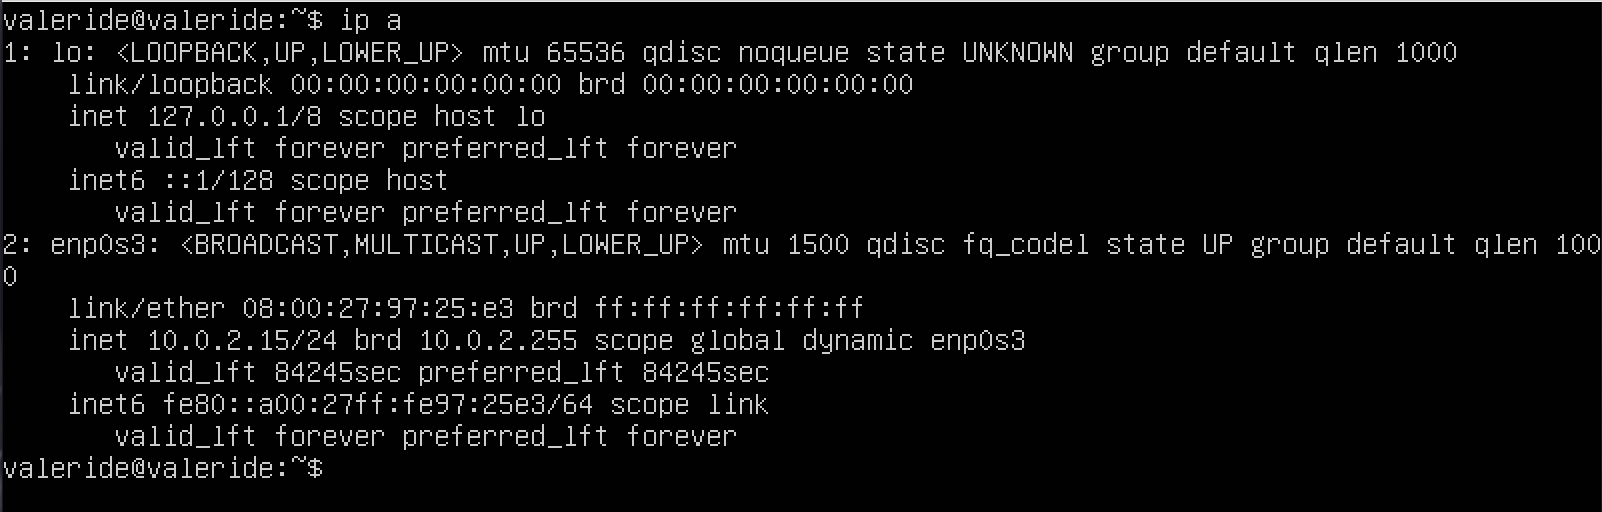 valeride@valeride:~$ ip a
1: lo: <LOOPBACK,UP,LOWER_UP> mtu 65536 qdisc noqueue state UNKNOWN group default qlen 1000
    link/loopback 00:00:00:00:00:00 brd 00:00:00:00:00:00
    inet 127.0.0.1/8 scope host lo
       valid_lft forever preferred_lft forever
    inet6 ::1/128 scope host
       valid_lft forever preferred_lft forever
2: enp0s3: <BROADCAST,MULTICAST,UP,LOWER_UP> mtu 1500 qdisc fq_codel state UP group default qlen 100
0
    link/ether 08:00:27:97:25:e3 brd ff:ff:ff:ff:ff:ff
    inet 10.0.2.15/24 brd 10.0.2.255 scope global dynamic enp0s3
       valid_lft 84245sec preferred_lft 84245sec
    inet6 fe80::a00:27ff:fe97:25e3/64 scope link
       valid_lft forever preferred_lft forever
valeride@valeride:~$